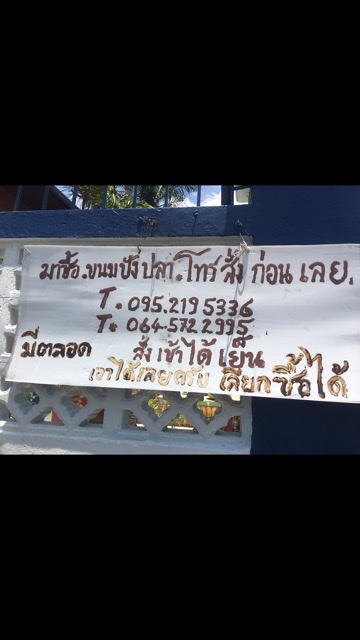 มาซื้อ.ขนมปังปลา.โทร์สั่งก่อนเลย.
T. 095.219 5336
T. 064-572 2995
มีตลอด สั่งเช้าได้เย็น
เอาได้เลยครับ เลือกซื้อได้